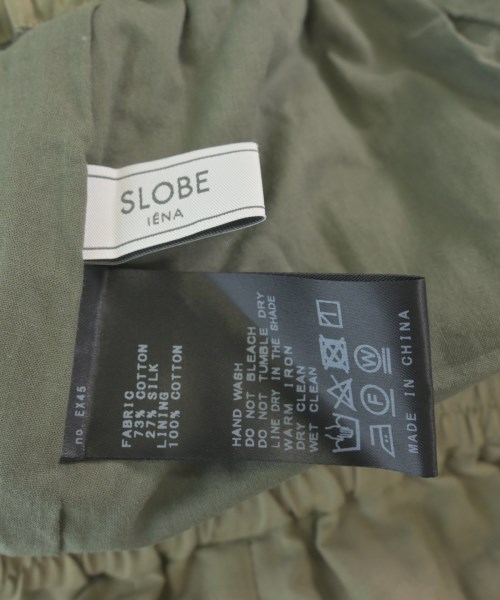 SLOBE
IÉNA
no. EX45
FABRIC
73% COTTON
27% SILK
LINING
100% COTTON
HAND WASH
DO NOT BLEACH
DO NOT TUMBLE DRY
LINE DRY IN THE SHADE
WARM IRON
DRY CLEAN
WET CLEAN
F
W
MADE IN CHINA